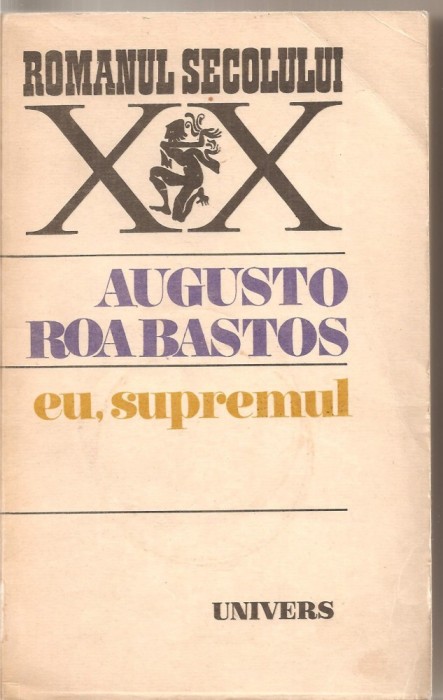 ROMANUL SECOLULUI
XX
AUGUSTO
ROA BASTOS
eu, supremul
UNIVERS